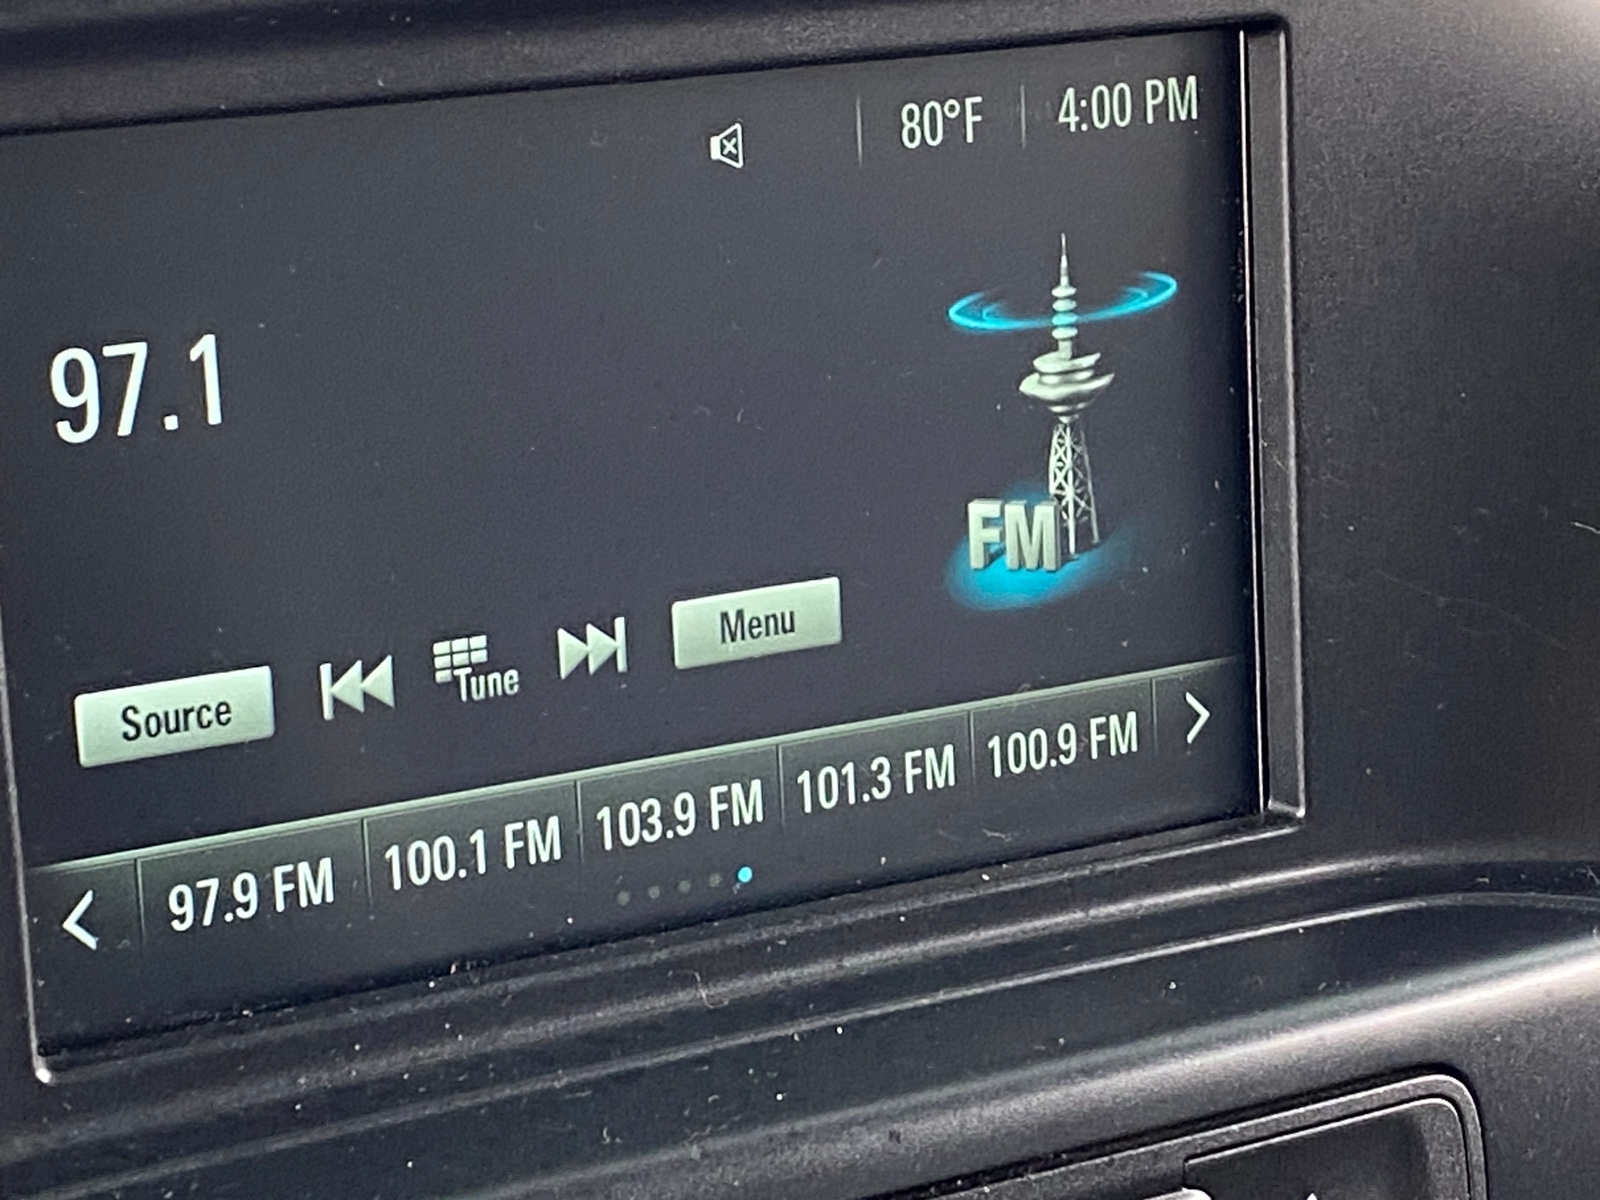 80°F 4:00 PM
97.1
FM
Source Tune Menu
97.9 FM 100.1 FM 103.9 FM 101.3 FM 100.9 FM